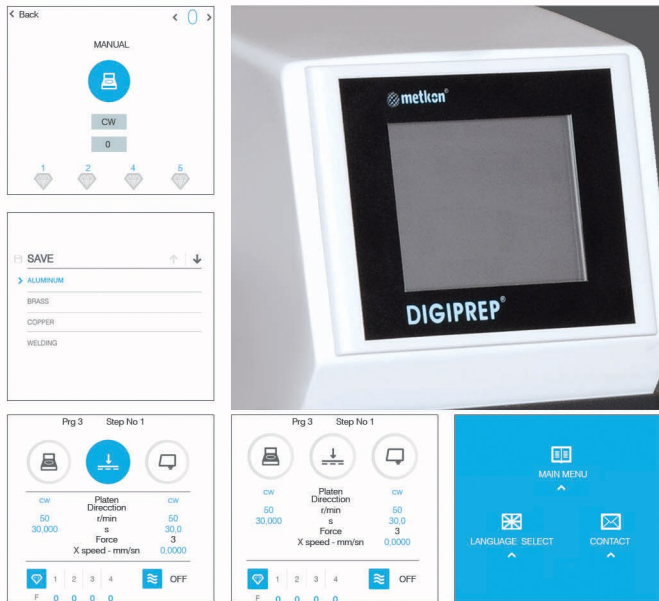 Back
0
MANUAL
CW
0
1 2 4 5
metkon®
DIGIPREP®
SAVE
ALUMINUM
BRASS
COPPER
WELDING
Prg 3 Step No 1
cw Platen Direcction cw
50 r/min 50
30,000 s 30,0
Force 3
X speed - mm/sn 0,0000
1 2 3 4 OFF
F 0 0 0 0
Prg 3 Step No 1
cw Platen Direcction cw
50 r/min 50
30,000 s 30,0
Force 3
X speed - mm/sn 0,0000
1 2 3 4 OFF
F 0 0 0 0
MAIN MENU
LANGUAGE SELECT CONTACT